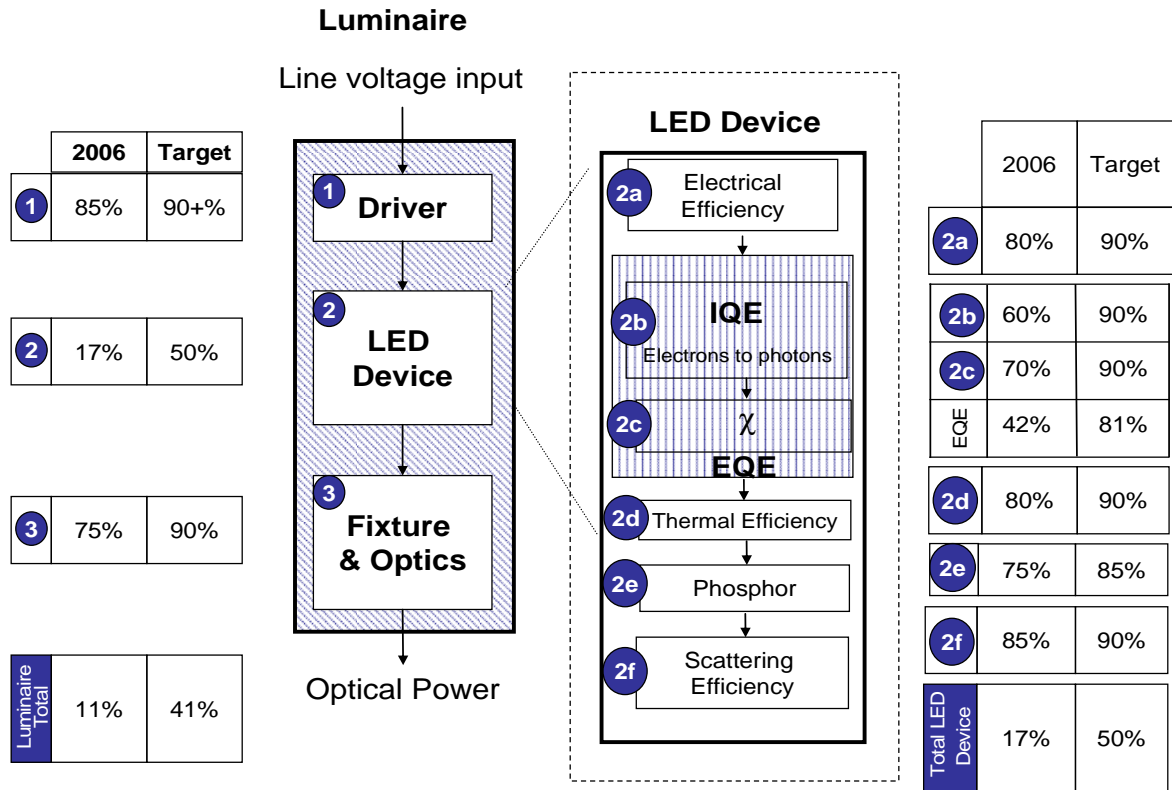 Luminaire
Line voltage input
2006 Target
1 85% 90+%
2 17% 50%
3 75% 90%
Luminaire
Total
11% 41%
1
Driver
2
LED
Device
3
Fixture
& Optics
Optical Power
LED Device
2a
Electrical
Efficiency
2b
IQE
Electrons to photons
2c
χ
EQE
2d
Thermal Efficiency
2e
Phosphor
2f
Scattering
Efficiency
2006 Target
2a 80% 90%
2b 60% 90%
2c 70% 90%
EQE 42% 81%
2d 80% 90%
2e 75% 85%
2f 85% 90%
Total LED
Device
17% 50%